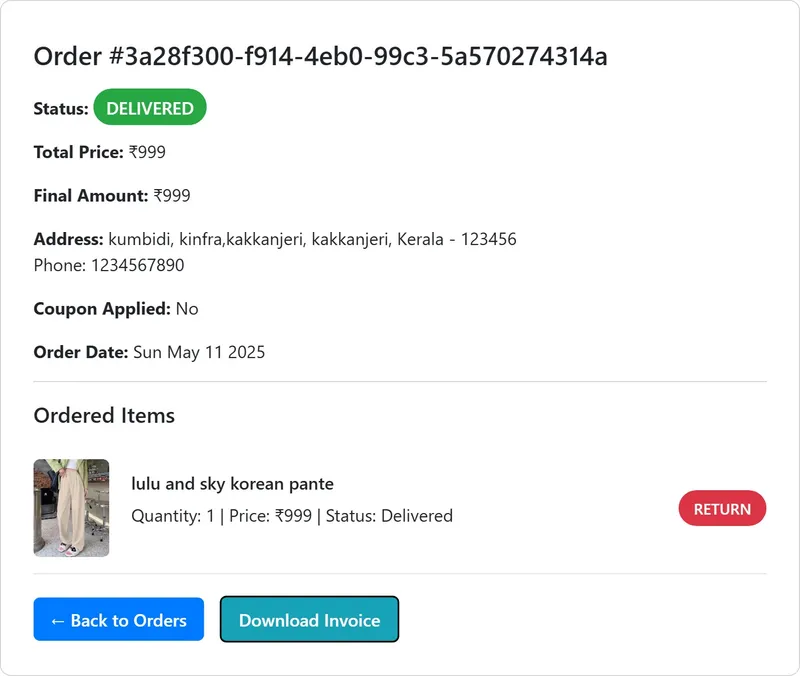 Order #3a28f300-f914-4eb0-99c3-5a570274314a
Status: DELIVERED
Total Price: ₹999
Final Amount: ₹999
Address: kumbidi, kinfra,kakkanjeri, kakkanjeri, Kerala - 123456
Phone: 1234567890
Coupon Applied: No
Order Date: Sun May 11 2025
Ordered Items
lulu and sky korean pante
Quantity: 1 | Price: ₹999 | Status: Delivered
RETURN
← Back to Orders
Download Invoice